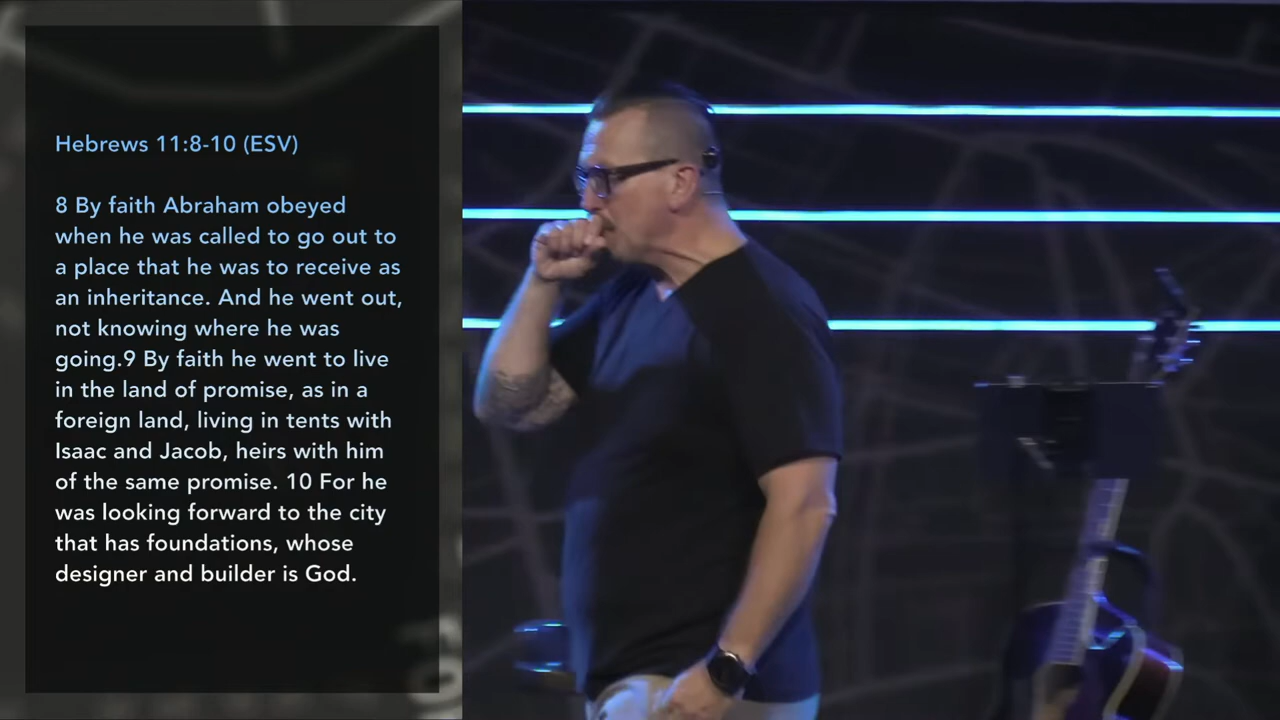 Hebrews 11:8-10 (ESV)
8 By faith Abraham obeyed
when he was called to go out to
a place that he was to receive as
an inheritance. And he went out,
not knowing where he was
going.9 By faith he went to live
in the land of promise, as in a
foreign land, living in tents with
Isaac and Jacob, heirs with him
of the same promise. 10 For he
was looking forward to the city
that has foundations, whose
designer and builder is God.